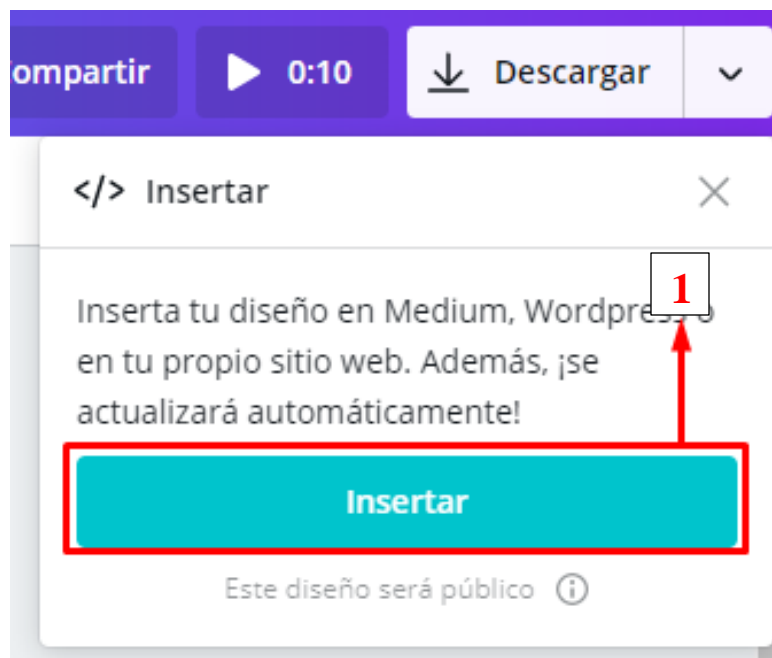 ompartir 0:10 Descargar
</> Insertar
1
Inserta tu diseño en Medium, Wordpress o
en tu propio sitio web. Además, ¡se
actualizará automáticamente!
Insertar
Este diseño será público